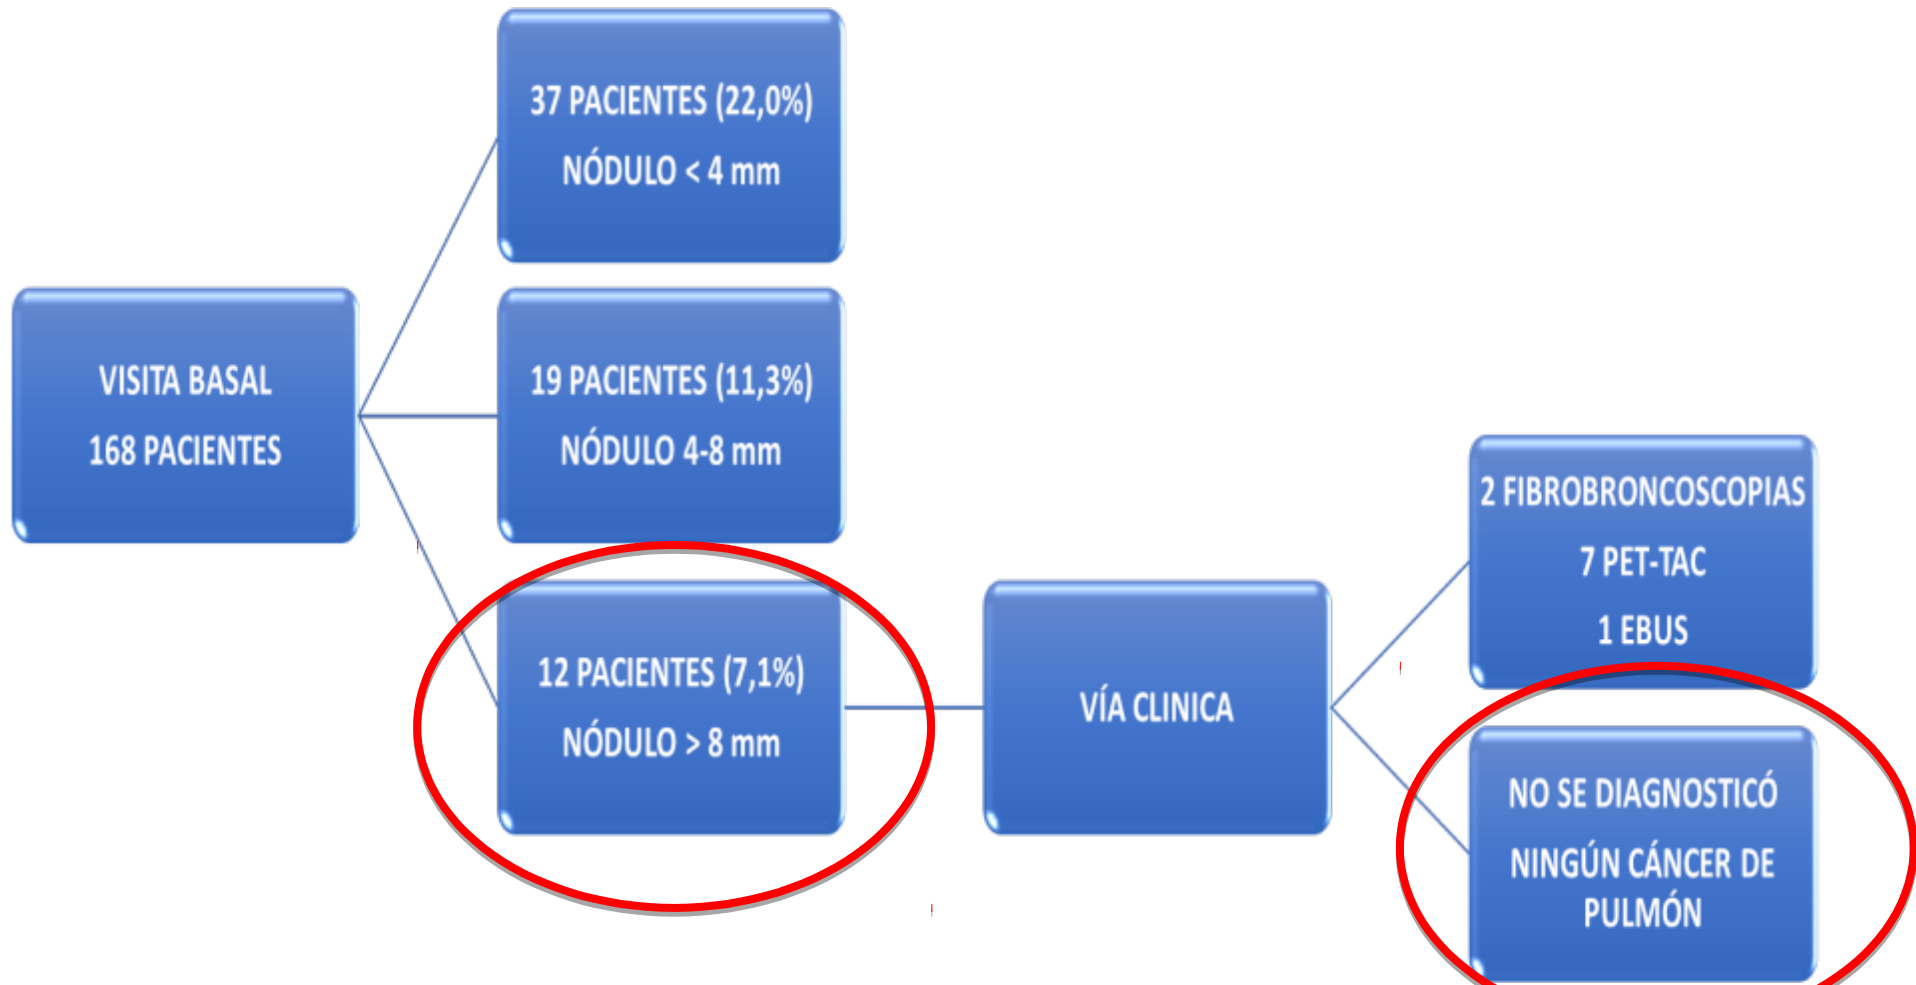 37 PACIENTES (22,0%)
NÓDULO < 4 mm
VISITA BASAL
168 PACIENTES
19 PACIENTES (11,3%)
NÓDULO 4-8 mm
12 PACIENTES (7,1%)
NÓDULO > 8 mm
VÍA CLINICA
2 FIBROBRONCOSCOPIAS
7 PET-TAC
1 EBUS
NO SE DIAGNOSTICÓ
NINGÚN CÁNCER DE
PULMÓN